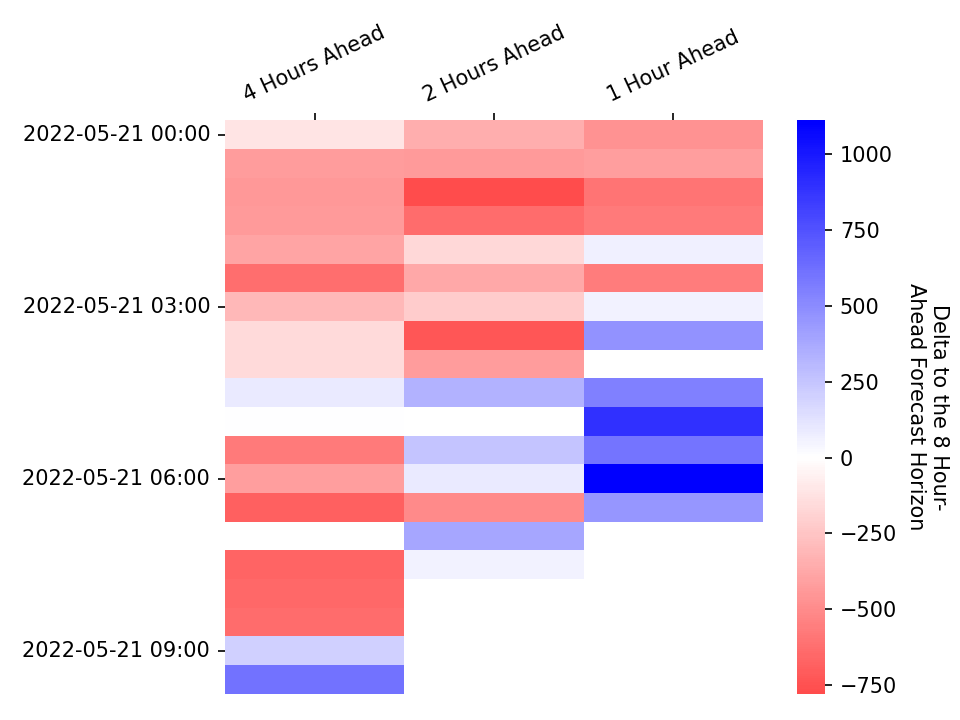 4 Hours Ahead
2 Hours Ahead
1 Hour Ahead
2022-05-21 00:00
2022-05-21 03:00
2022-05-21 06:00
2022-05-21 09:00
1000
750
500
250
0
−250
−500
−750
Delta to the 8 Hour-
Ahead Forecast Horizon